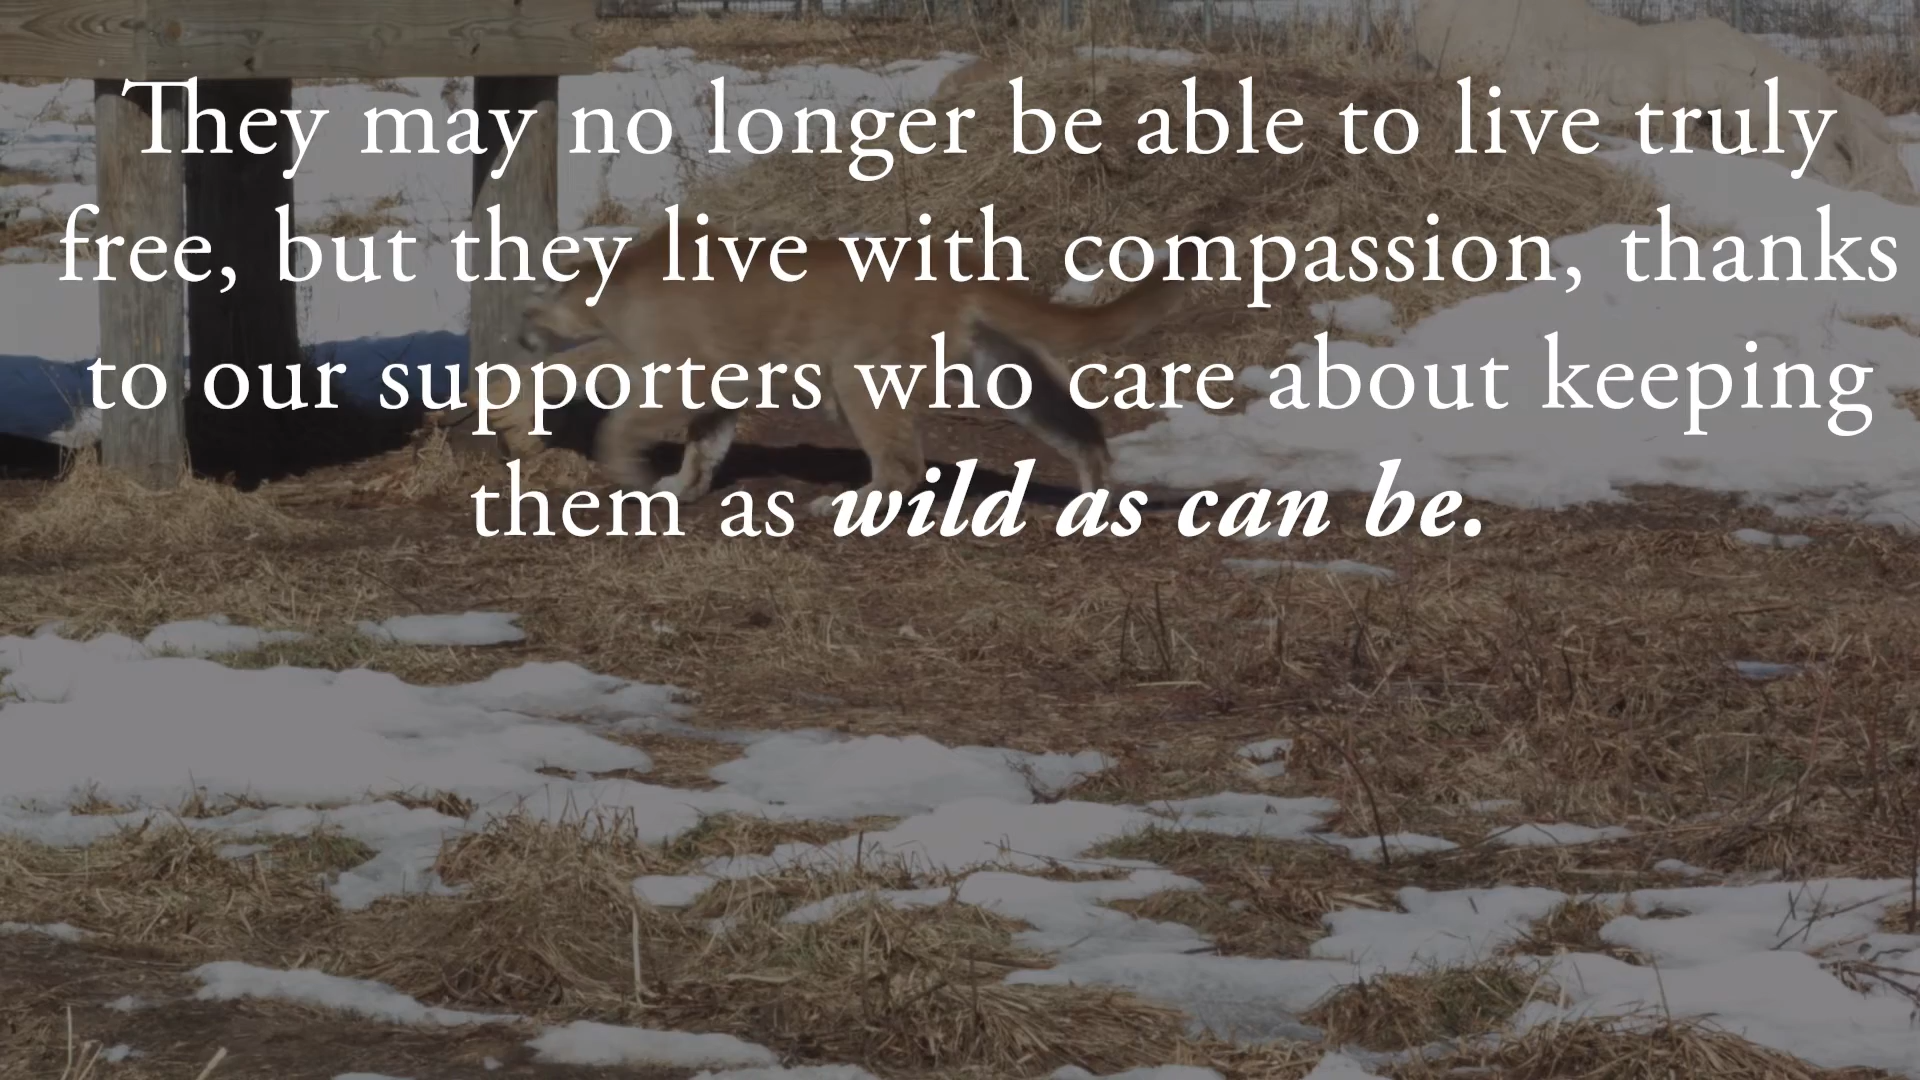 They may no longer be able to live truly
free, but they live with compassion, thanks
to our supporters who care about keeping
them as wild as can be.